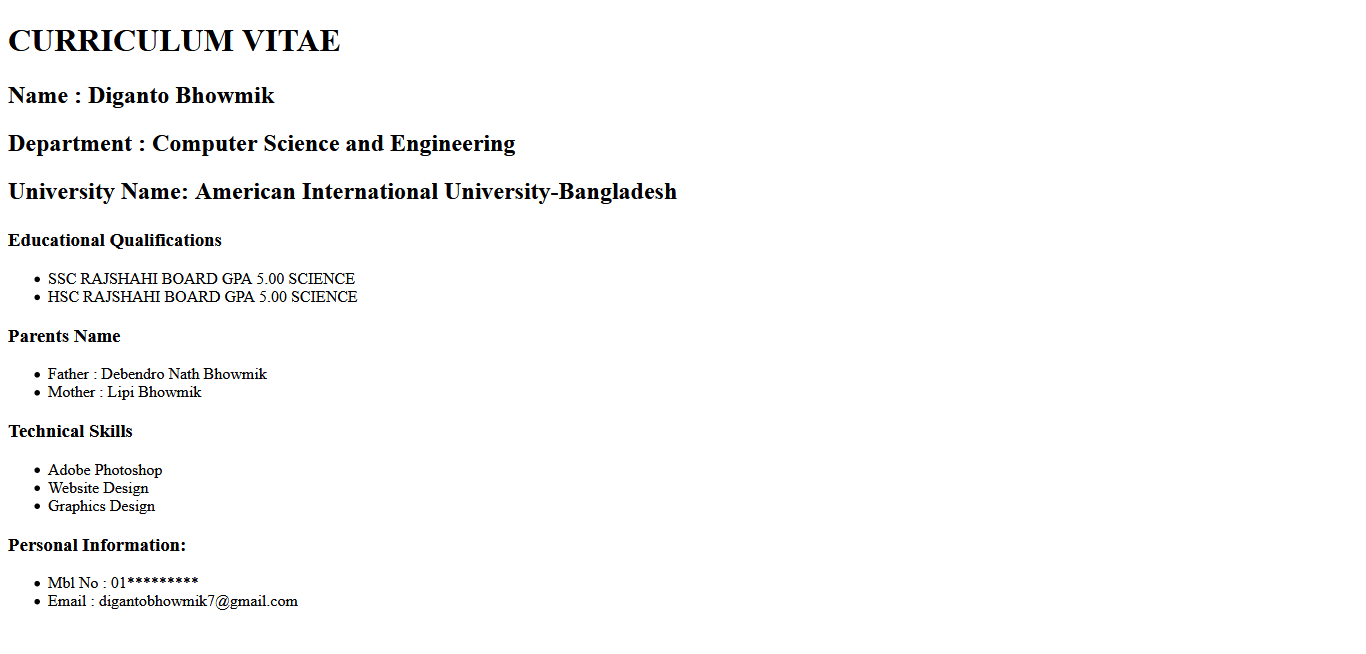 CURRICULUM VITAE
Name : Diganto Bhowmik
Department : Computer Science and Engineering
University Name: American International University-Bangladesh
Educational Qualifications
• SSC RAJSHAHI BOARD GPA 5.00 SCIENCE
• HSC RAJSHAHI BOARD GPA 5.00 SCIENCE
Parents Name
• Father : Debendro Nath Bhowmik
• Mother : Lipi Bhowmik
Technical Skills
• Adobe Photoshop
• Website Design
• Graphics Design
Personal Information:
• Mbl No : 01*********
• Email : digantobhowmik7@gmail.com